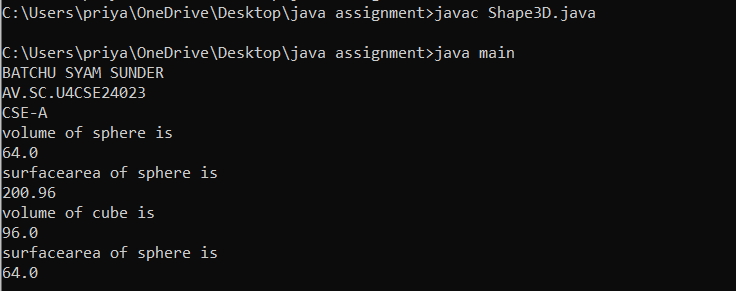 C:\Users\priya\OneDrive\Desktop\java assignment>javac Shape3D.java
C:\Users\priya\OneDrive\Desktop\java assignment>java main
BATCHU SYAM SUNDER
AV.SC.U4CSE24023
CSE-A
volume of sphere is
64.0
surfacearea of sphere is
200.96
volume of cube is
96.0
surfacearea of sphere is
64.0